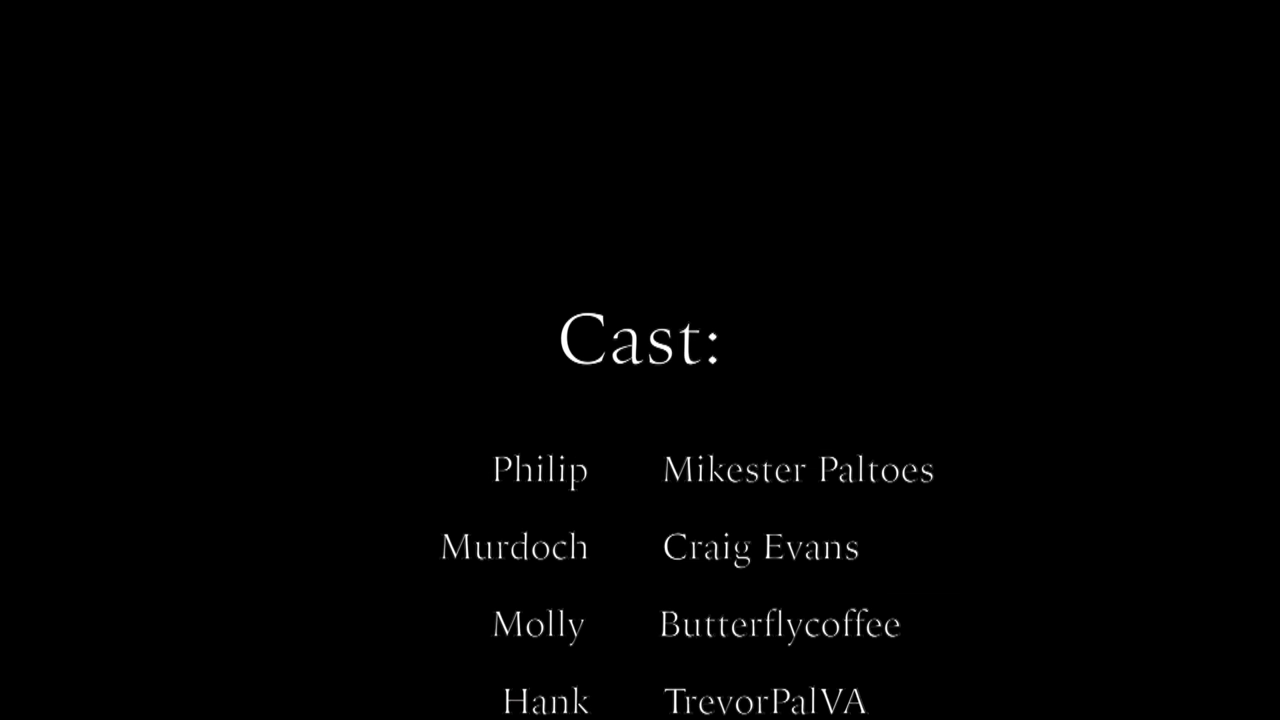 Cast:
Philip Mikester Paltoes
Murdoch Craig Evans
Molly Butterflycoffee
Hank TrevorPalVA